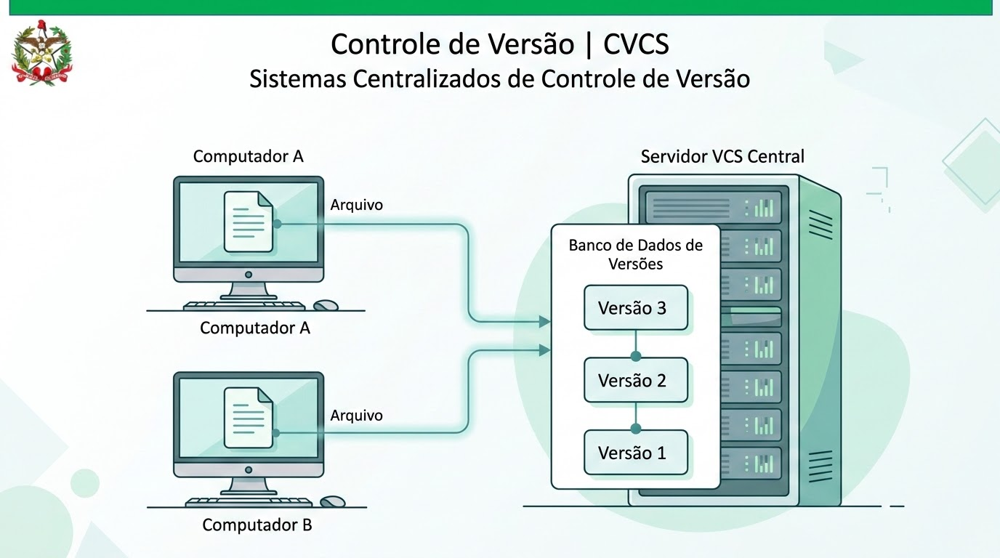 Controle de Versão | CVCS
Sistemas Centralizados de Controle de Versão
Computador A
Arquivo
Computador A
Arquivo
Computador B
Servidor VCS Central
Banco de Dados de
Versões
Versão 3
Versão 2
Versão 1